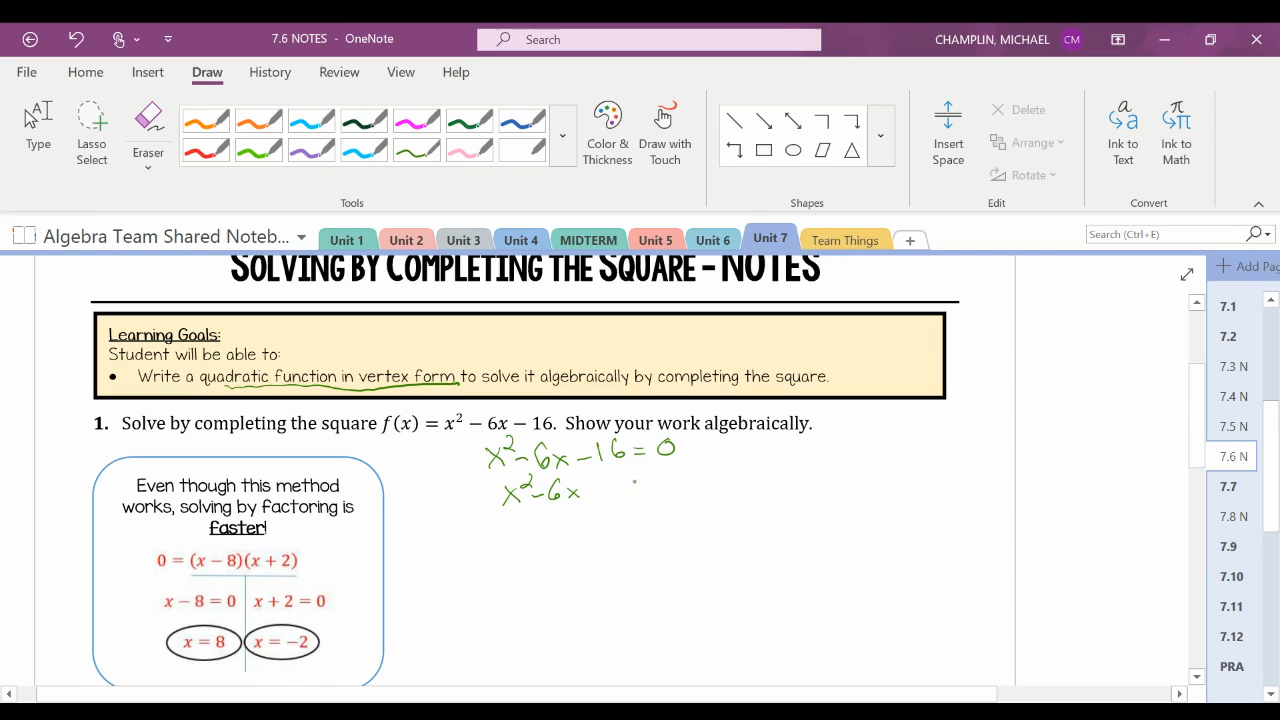 7.6 NOTES - OneNote
Search
CHAMPLIN, MICHAEL CM
File Home Insert Draw History Review View Help
Type
Lasso Select
Eraser
Color & Thickness
Draw with Touch
Insert Space
Delete
Arrange
Rotate
Ink to Text
Ink to Math
Tools
Shapes
Edit
Convert
Algebra Team Shared Noteb...
Unit 1 Unit 2 Unit 3 Unit 4 MIDTERM Unit 5 Unit 6 Unit 7 Team Things
Search (Ctrl+E)
SOLVING BY COMPLETING THE SQUARE – NOTES
Add Pag
Learning Goals:
Student will be able to:
• Write a quadratic function in vertex form to solve it algebraically by completing the square.
1. Solve by completing the square f(x) = x² − 6x − 16. Show your work algebraically.
x² − 6x − 16 = 0
x² − 6x
Even though this method
works, solving by factoring is
faster!
0 = (x − 8)(x + 2)
x − 8 = 0 x + 2 = 0
x = 8 x = −2
7.1
7.2
7.3 N
7.4 N
7.5 N
7.6 N
7.7
7.8 N
7.9
7.10
7.11
7.12
PRA